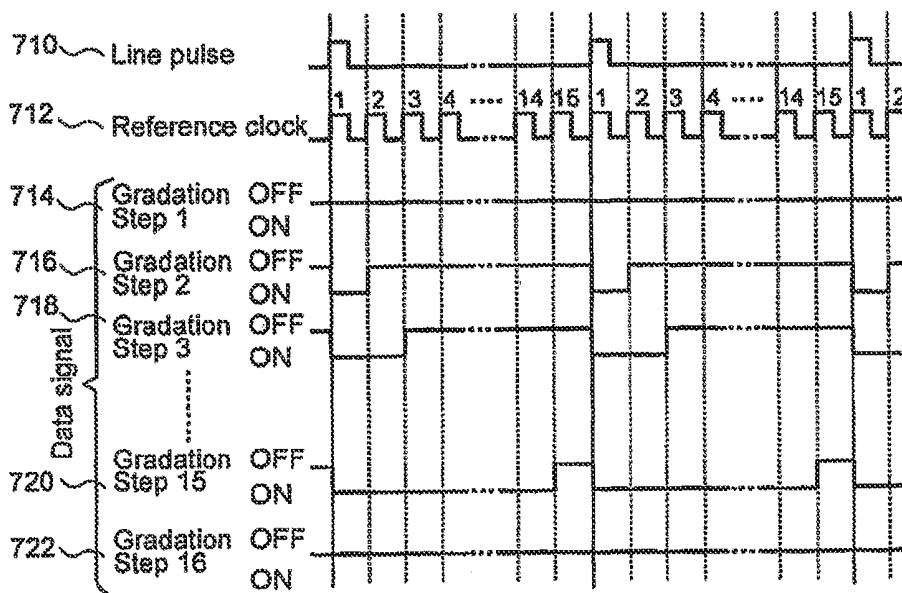 710 Line pulse
1 2 3 4 ···· 14 15 1 2 3 4 ···· 14 15 1 2
712 Reference clock
714 Gradation Step 1 OFF ON
716 Gradation Step 2 OFF ON
718 Gradation Step 3 OFF ON
Data signal
720 Gradation Step 15 OFF ON
722 Gradation Step 16 OFF ON